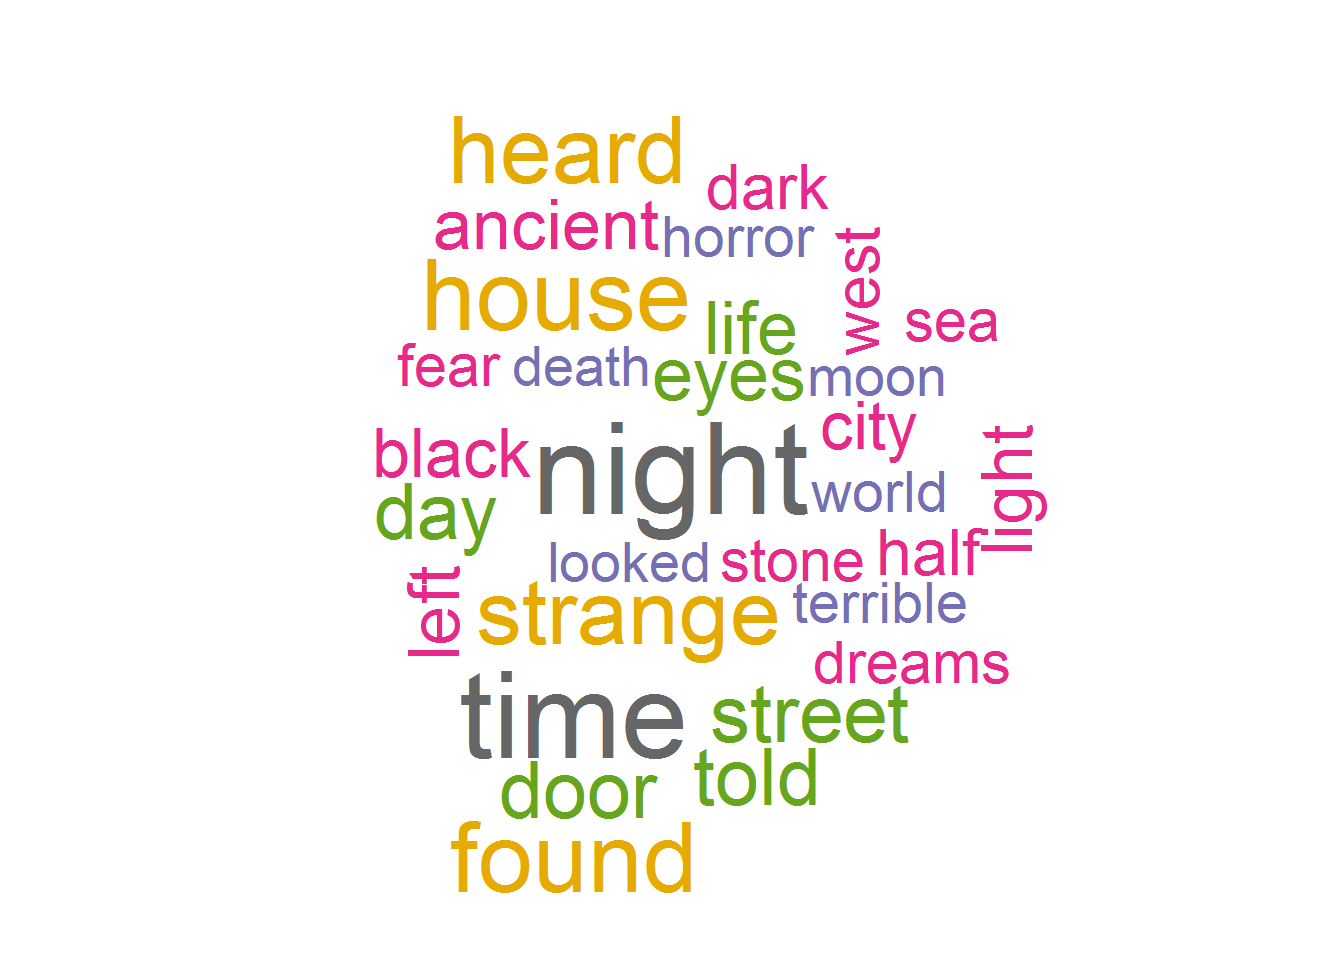 heard
dark
ancient
horror
west
house
life
sea
fear
death
eyes
moon
black
night
city
light
day
world
looked
stone
half
left
strange
terrible
dreams
time
street
door
told
found